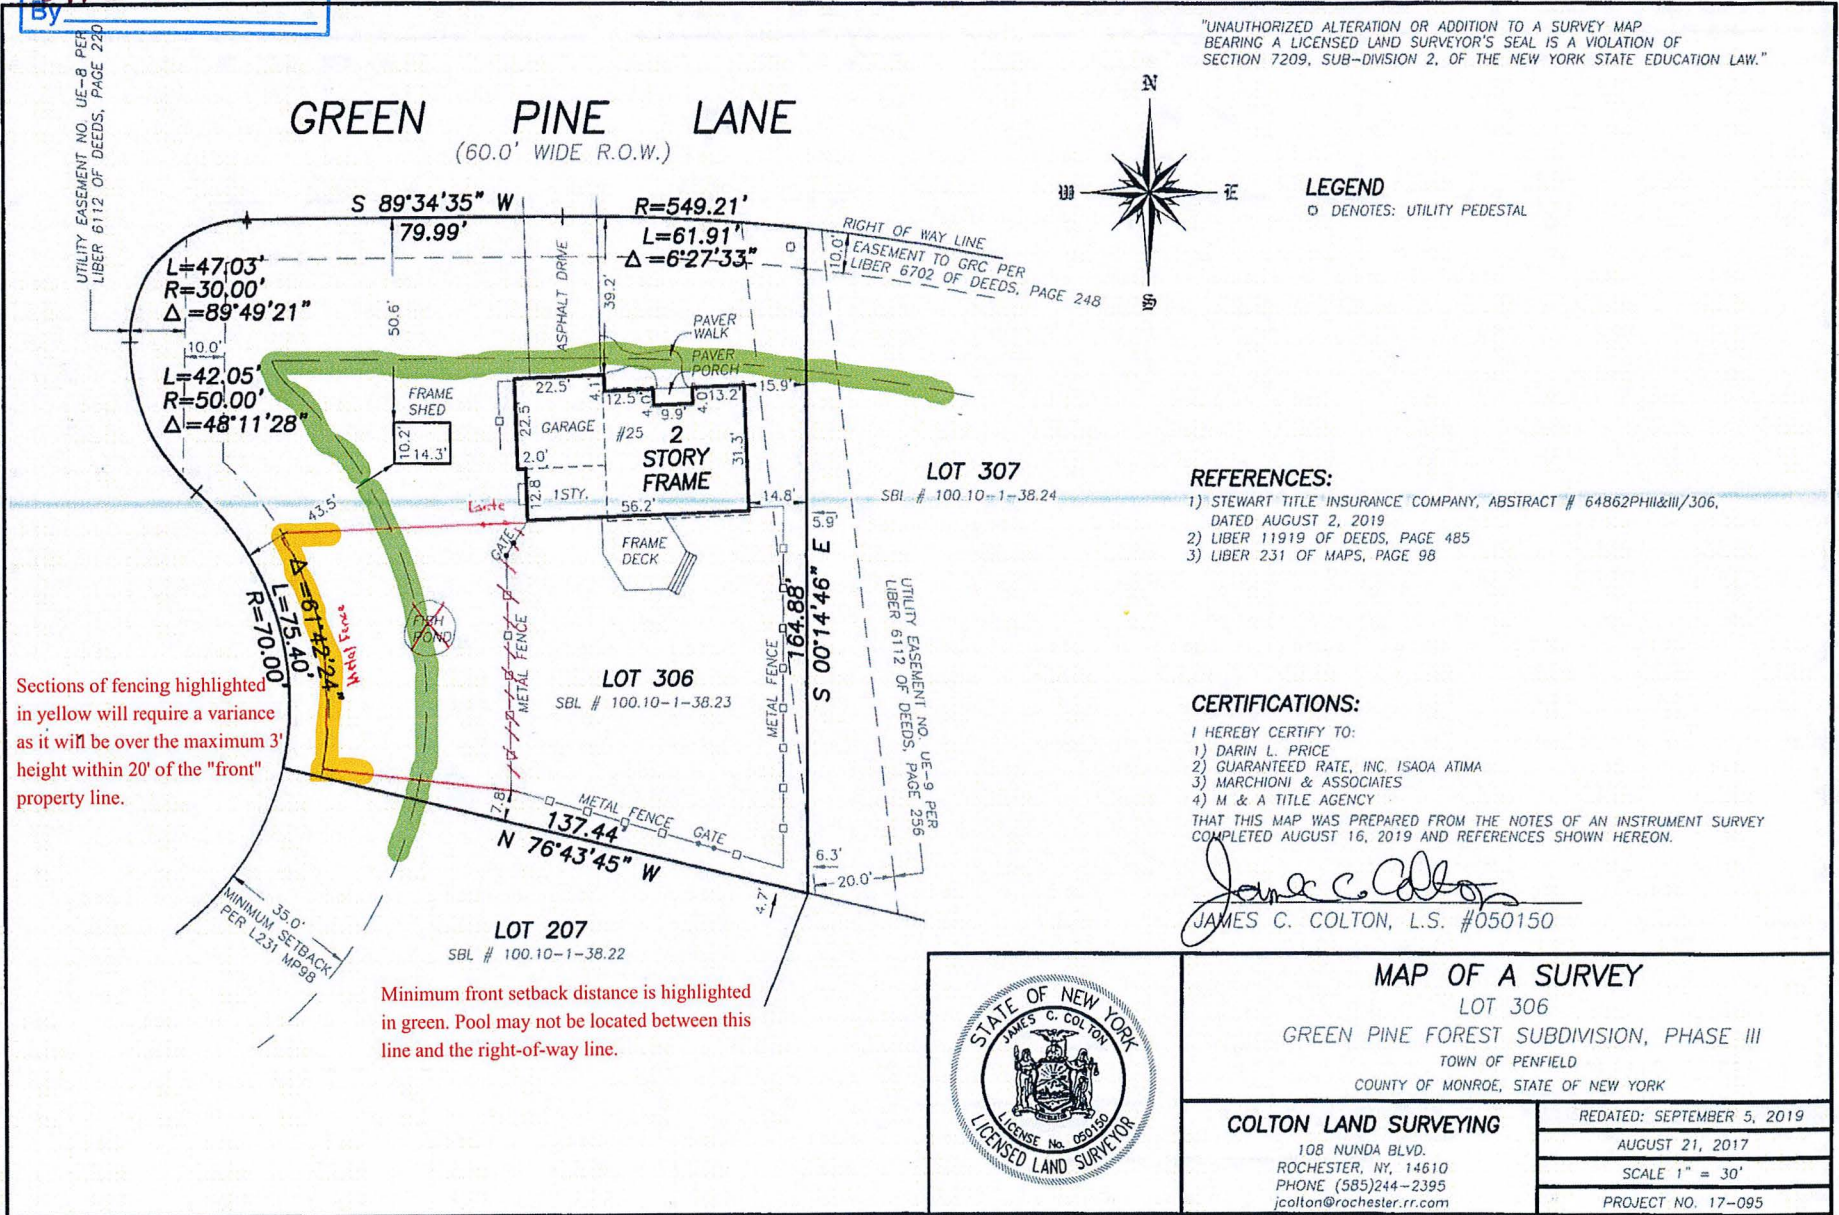 By
UTILITY EASEMENT NO. UE-8 PER
LIBER 6112 OF DEEDS, PAGE 220
"UNAUTHORIZED ALTERATION OR ADDITION TO A SURVEY MAP
BEARING A LICENSED LAND SURVEYOR'S SEAL IS A VIOLATION OF
SECTION 7209, SUB-DIVISION 2, OF THE NEW YORK STATE EDUCATION LAW."
GREEN PINE LANE
(60.0' WIDE R.O.W.)
N
W
E
S
LEGEND
O DENOTES: UTILITY PEDESTAL
S 89°34'35" W
79.99'
R=549.21'
L=61.91'
Δ=6°27'33"
RIGHT OF WAY LINE
10.0'
EASEMENT TO GRC PER
LIBER 6702 OF DEEDS, PAGE 248
L=47.03'
R=30.00'
Δ=89°49'21"
10.0'
L=42.05'
R=50.00'
Δ=48°11'28"
50.6'
ASPHALT DRIVE
39.2'
PAVER
WALK
PAVER
PORCH
FRAME
SHED
10.2'
14.3'
22.5'
4.1'
12.5'
4.0'
9.9'
4.0'
13.2'
15.9'
22.5'
GARAGE
#25
2
STORY
FRAME
31.3'
2.0'
12.8'
1STY.
56.2'
14.8'
5.9'
LOT 307
SBL # 100.10-1-38.24
43.5'
GATE
FRAME
DECK
REFERENCES:
1) STEWART TITLE INSURANCE COMPANY, ABSTRACT # 64862PHII&III/306,
DATED AUGUST 2, 2019
2) LIBER 11919 OF DEEDS, PAGE 485
3) LIBER 231 OF MAPS, PAGE 98
Δ=61°42'24"
L=75.40'
R=70.00'
Metal Fence
FISH
POND
METAL FENCE
LOT 306
SBL # 100.10-1-38.23
METAL FENCE
164.88'
S 00°14'46" E
UTILITY EASEMENT NO. UE-9 PER
LIBER 6112 OF DEEDS, PAGE 256
Sections of fencing highlighted
in yellow will require a variance
as it will be over the maximum 3'
height within 20' of the "front"
property line.
CERTIFICATIONS:
I HEREBY CERTIFY TO:
1) DARIN L. PRICE
2) GUARANTEED RATE, INC. ISAOA ATIMA
3) MARCHIONI & ASSOCIATES
4) M & A TITLE AGENCY
THAT THIS MAP WAS PREPARED FROM THE NOTES OF AN INSTRUMENT SURVEY
COMPLETED AUGUST 16, 2019 AND REFERENCES SHOWN HEREON.
James C. Colton
JAMES C. COLTON, L.S. #050150
7.8'
METAL FENCE GATE
137.44'
N 76°43'45" W
6.3'
20.0'
4.7'
35.0'
MINIMUM SETBACK
PER L231 MP98
LOT 207
SBL # 100.10-1-38.22
Minimum front setback distance is highlighted
in green. Pool may not be located between this
line and the right-of-way line.
STATE OF NEW YORK
JAMES C. COLTON
LICENSE No. 050150
LICENSED LAND SURVEYOR
MAP OF A SURVEY
LOT 306
GREEN PINE FOREST SUBDIVISION, PHASE III
TOWN OF PENFIELD
COUNTY OF MONROE, STATE OF NEW YORK
COLTON LAND SURVEYING
108 NUNDA BLVD.
ROCHESTER, NY, 14610
PHONE (585)244-2395
jcolton@rochester.rr.com
REDATED: SEPTEMBER 5, 2019
AUGUST 21, 2017
SCALE 1" = 30'
PROJECT NO. 17-095